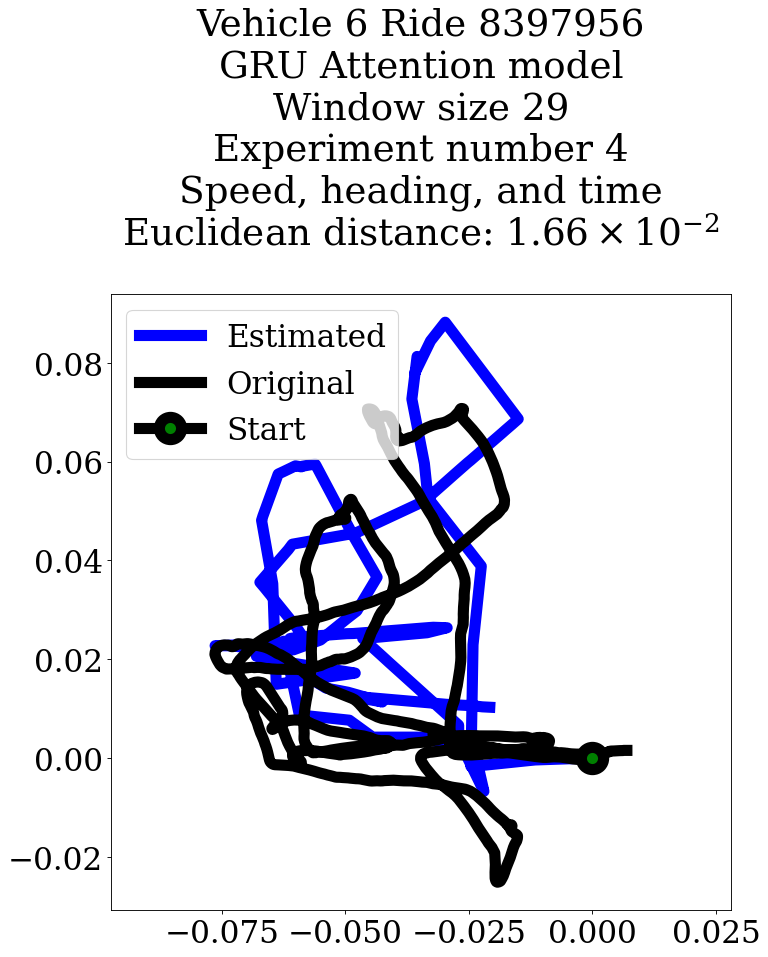 Vehicle 6 Ride 8397956
GRU Attention model
Window size 29
Experiment number 4
Speed, heading, and time
Euclidean distance: 1.66 × 10⁻²
Estimated
Original
Start
0.08
0.06
0.04
0.02
0.00
−0.02
−0.075 −0.050 −0.025 0.000 0.025